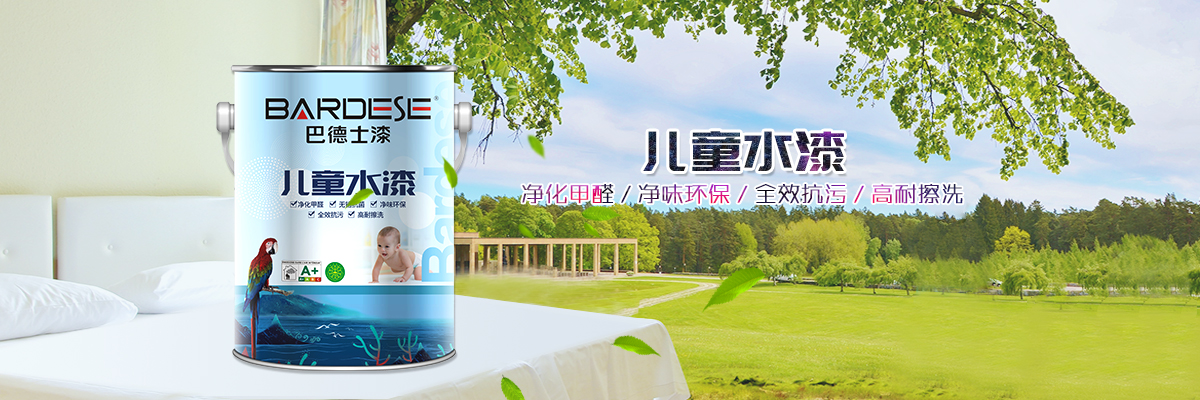 BARDESE®
巴德士漆
儿童水漆
净化甲醛 无 净味环保
全效抗污 高耐擦洗
A+
Bardese
儿童水漆
净化甲醛 / 净味环保 / 全效抗污 / 高耐擦洗